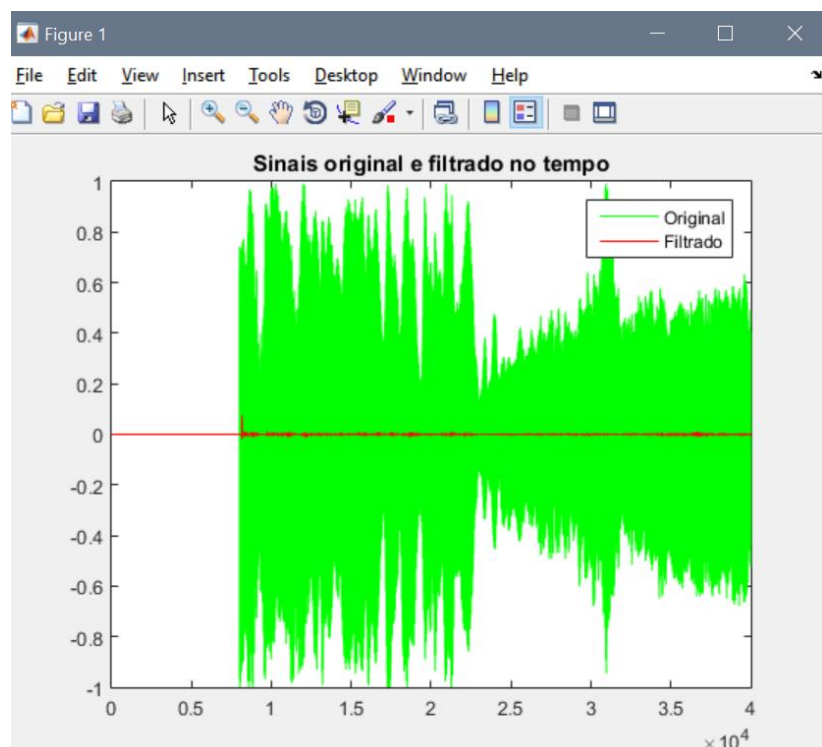 Figure 1
File Edit View Insert Tools Desktop Window Help
Sinais original e filtrado no tempo
Original
Filtrado
1
0.8
0.6
0.4
0.2
0
-0.2
-0.4
-0.6
-0.8
-1
0 0.5 1 1.5 2 2.5 3 3.5 4
× 10⁴